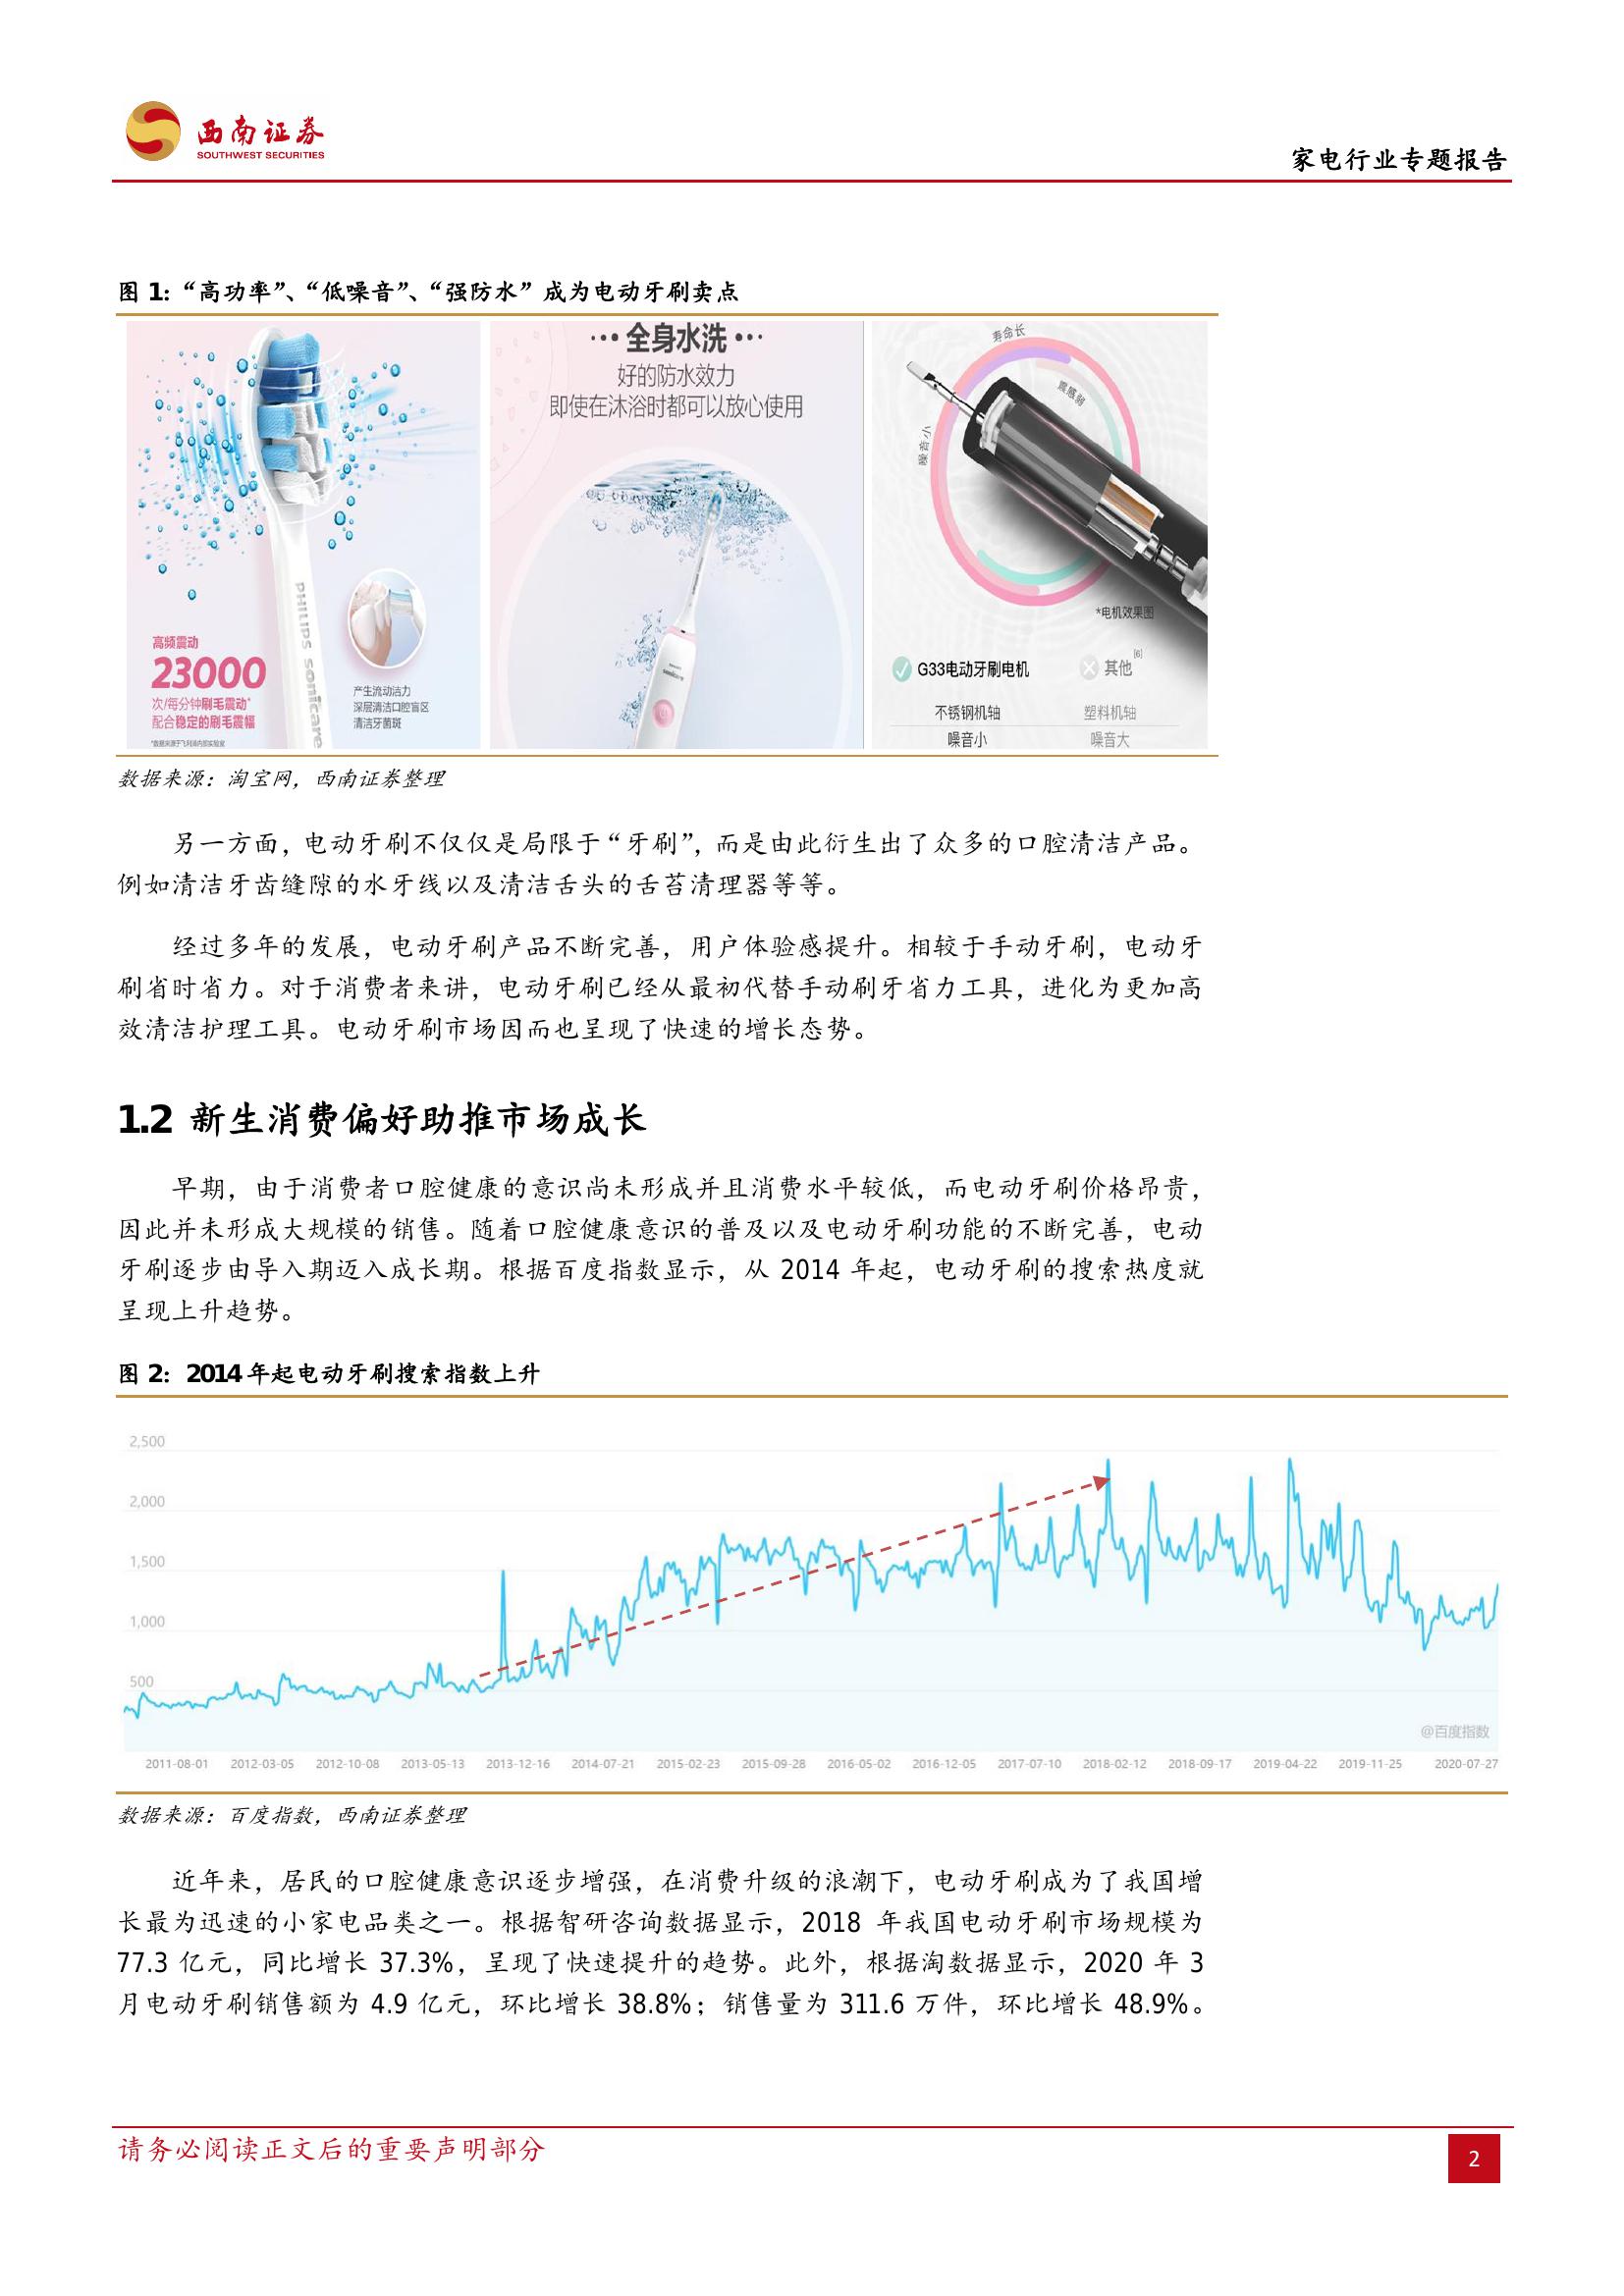 西南证券
SOUTHWEST SECURITIES
家电行业专题报告
图 1：“高功率”、“低噪音”、“强防水”成为电动牙刷卖点
PHILIPS sonicare
高频震动
23000
次/每分钟刷毛震动*
配合稳定的刷毛震幅
*数据来源于飞利浦内部实验室
产生流动洁力
深层清洁口腔盲区
清洁牙菌斑
··· 全身水洗 ···
好的防水效力
即使在沐浴时都可以放心使用
寿命长
震感弱
噪音小
*电机效果图
G33电动牙刷电机 其他[6]
不锈钢机轴 塑料机轴
噪音小 噪音大
数据来源：淘宝网，西南证券整理
另一方面，电动牙刷不仅仅是局限于“牙刷”，而是由此衍生出了众多的口腔清洁产品。
例如清洁牙齿缝隙的水牙线以及清洁舌头的舌苔清理器等等。
经过多年的发展，电动牙刷产品不断完善，用户体验感提升。相较于手动牙刷，电动牙
刷省时省力。对于消费者来讲，电动牙刷已经从最初代替手动刷牙省力工具，进化为更加高
效清洁护理工具。电动牙刷市场因而也呈现了快速的增长态势。
1.2 新生消费偏好助推市场成长
早期，由于消费者口腔健康的意识尚未形成并且消费水平较低，而电动牙刷价格昂贵，
因此并未形成大规模的销售。随着口腔健康意识的普及以及电动牙刷功能的不断完善，电动
牙刷逐步由导入期迈入成长期。根据百度指数显示，从 2014 年起，电动牙刷的搜索热度就
呈现上升趋势。
图 2：2014 年起电动牙刷搜索指数上升
2,500
2,000
1,500
1,000
500
@百度指数
2011-08-01 2012-03-05 2012-10-08 2013-05-13 2013-12-16 2014-07-21 2015-02-23 2015-09-28 2016-05-02 2016-12-05 2017-07-10 2018-02-12 2018-09-17 2019-04-22 2019-11-25 2020-07-27
数据来源：百度指数，西南证券整理
近年来，居民的口腔健康意识逐步增强，在消费升级的浪潮下，电动牙刷成为了我国增
长最为迅速的小家电品类之一。根据智研咨询数据显示，2018 年我国电动牙刷市场规模为
77.3 亿元，同比增长 37.3%，呈现了快速提升的趋势。此外，根据淘数据显示，2020 年 3
月电动牙刷销售额为 4.9 亿元，环比增长 38.8%；销售量为 311.6 万件，环比增长 48.9%。
请务必阅读正文后的重要声明部分
2